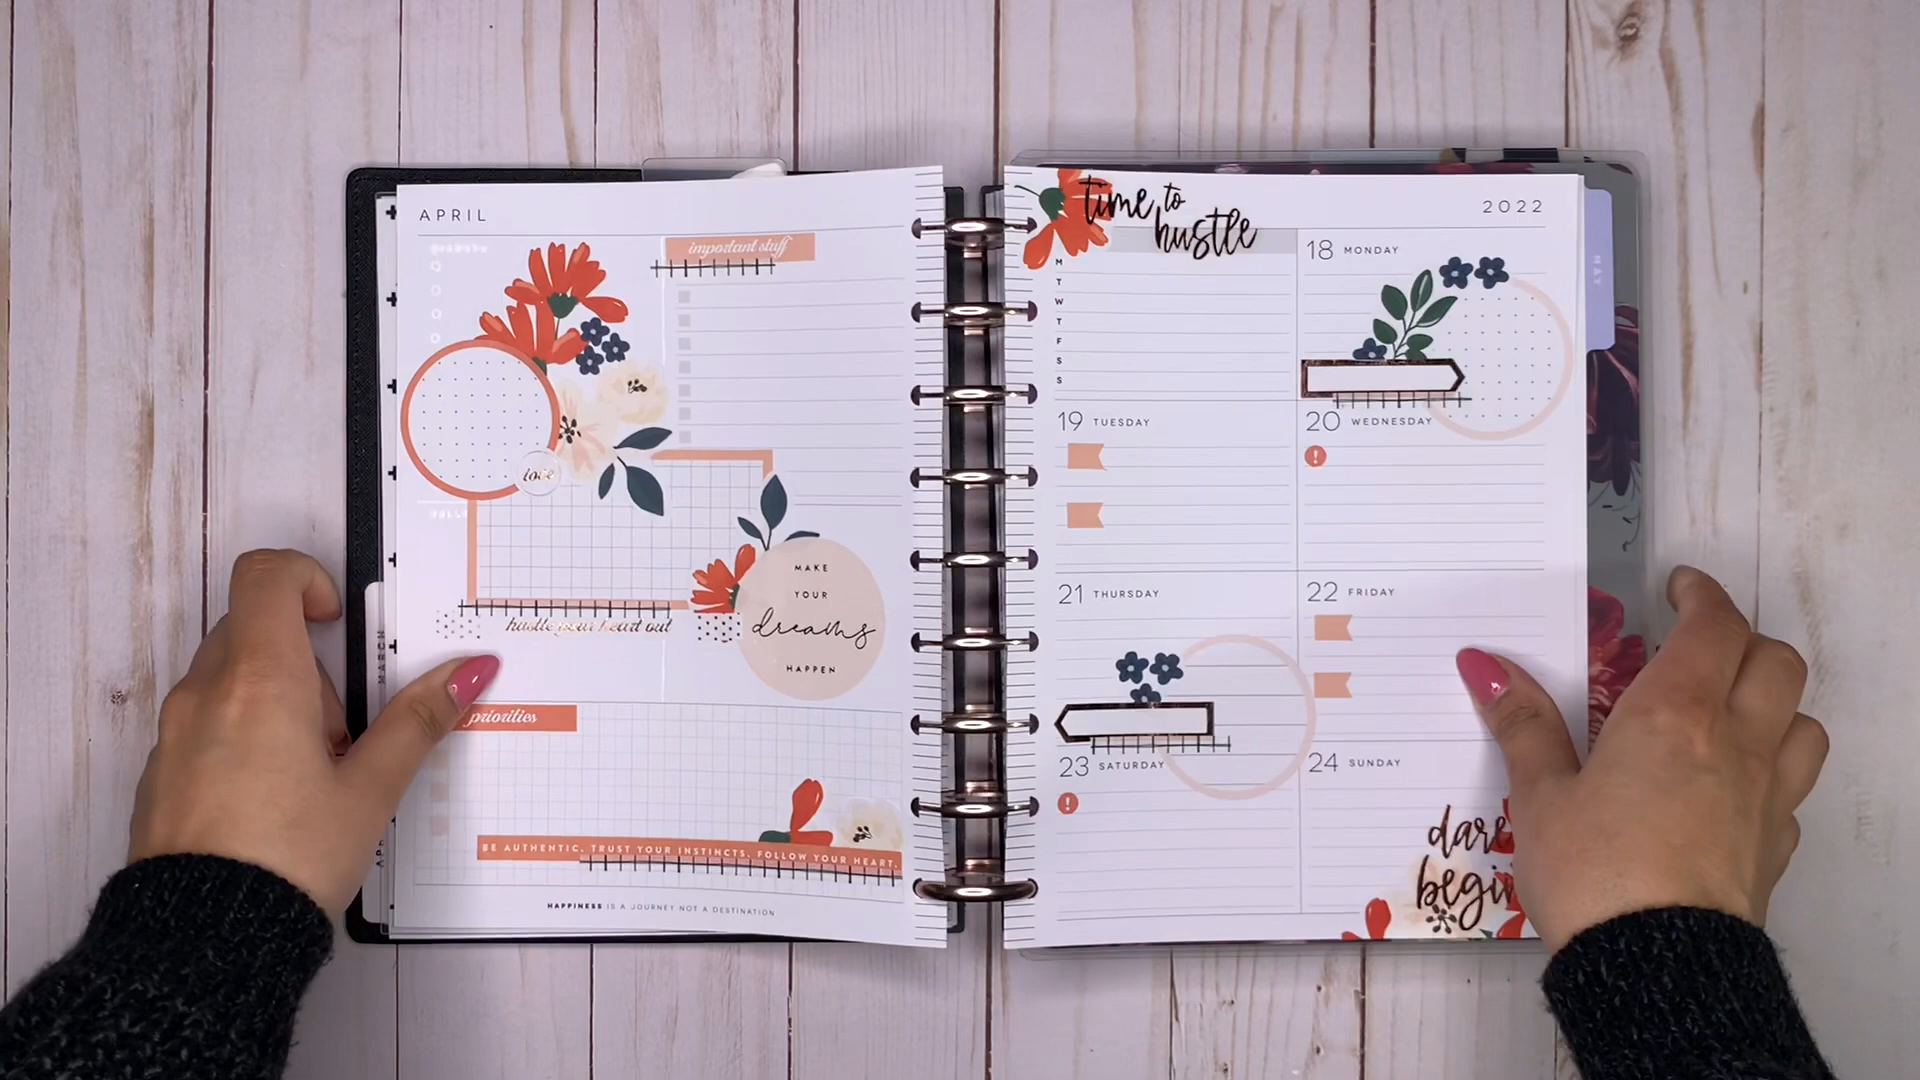 APRIL
important stuff
love
MAKE
YOUR
dreams
HAPPEN
hustle your heart out
priorities
BE AUTHENTIC. TRUST YOUR INSTINCTS. FOLLOW YOUR HEART.
HAPPINESS IS A JOURNEY NOT A DESTINATION
MARCH
time to
hustle
2022
M
T
W
T
F
S
S
18 MONDAY
19 TUESDAY
20 WEDNESDAY
21 THURSDAY
22 FRIDAY
23 SATURDAY
24 SUNDAY
dare
begin
MAY